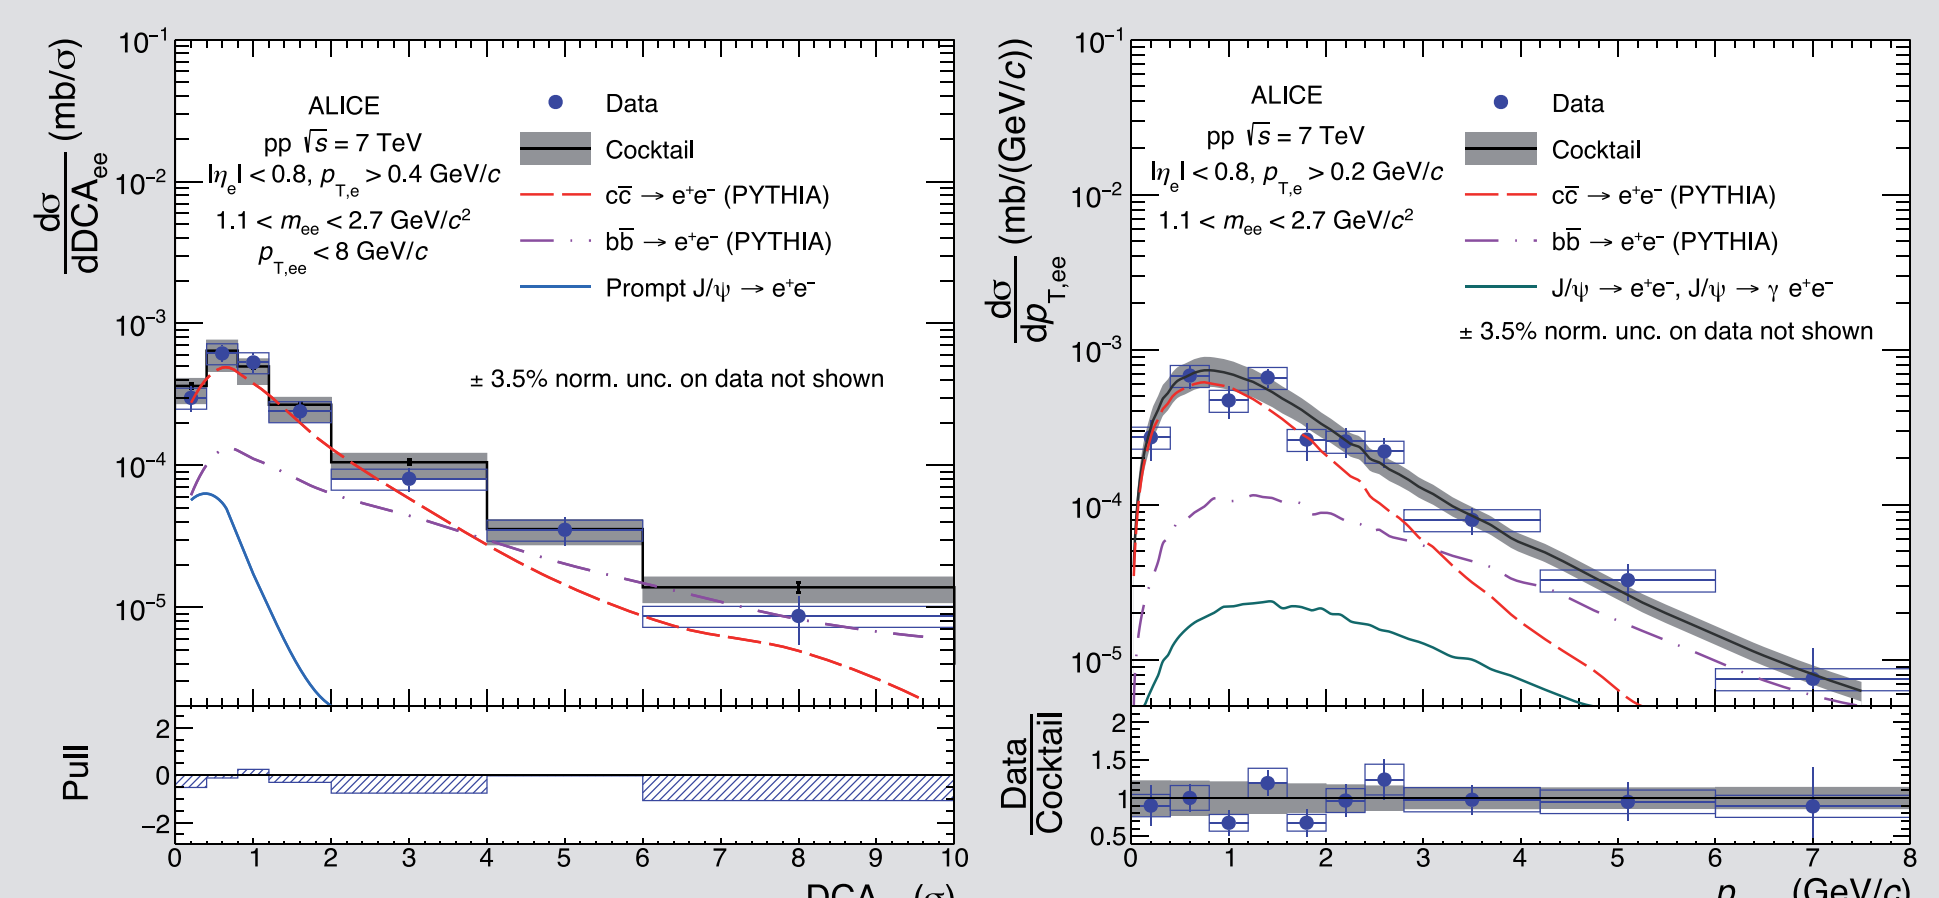 10⁻¹
10⁻²
10⁻³
10⁻⁴
10⁻⁵
dσ
dDCAₑₑ (mb/σ)
ALICE
pp √s = 7 TeV
|ηₑ| < 0.8, p_T,e > 0.4 GeV/c
1.1 < mₑₑ < 2.7 GeV/c²
p_T,ee < 8 GeV/c
Data
Cocktail
cc̅ → e⁺e⁻ (PYTHIA)
bb̅ → e⁺e⁻ (PYTHIA)
Prompt J/ψ → e⁺e⁻
± 3.5% norm. unc. on data not shown
Pull
2
0
−2
0 1 2 3 4 5 6 7 8 9 10
10⁻¹
10⁻²
10⁻³
10⁻⁴
10⁻⁵
dσ
dp_T,ee (mb/(GeV/c))
ALICE
pp √s = 7 TeV
|ηₑ| < 0.8, p_T,e > 0.2 GeV/c
1.1 < mₑₑ < 2.7 GeV/c²
Data
Cocktail
cc̅ → e⁺e⁻ (PYTHIA)
bb̅ → e⁺e⁻ (PYTHIA)
J/ψ → e⁺e⁻, J/ψ → γ e⁺e⁻
± 3.5% norm. unc. on data not shown
Data
Cocktail
2
1.5
1
0.5
0 1 2 3 4 5 6 7 8